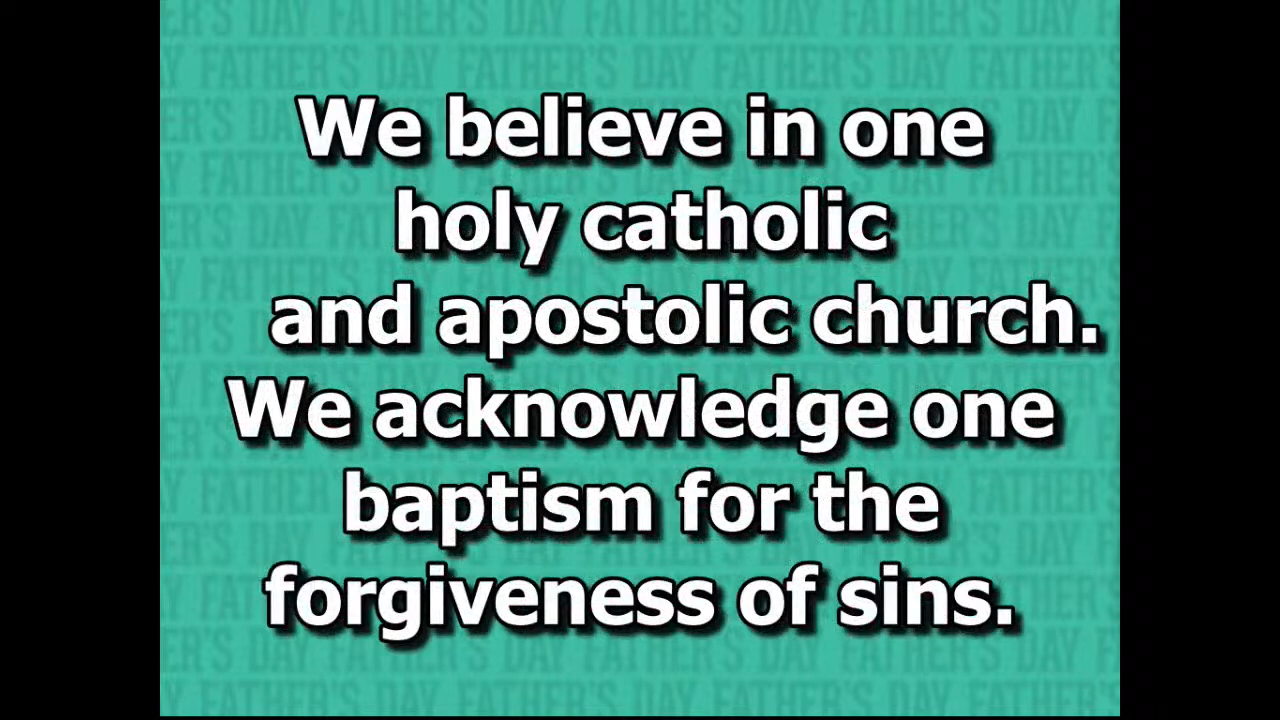 We believe in one
holy catholic
and apostolic church.
We acknowledge one
baptism for the
forgiveness of sins.